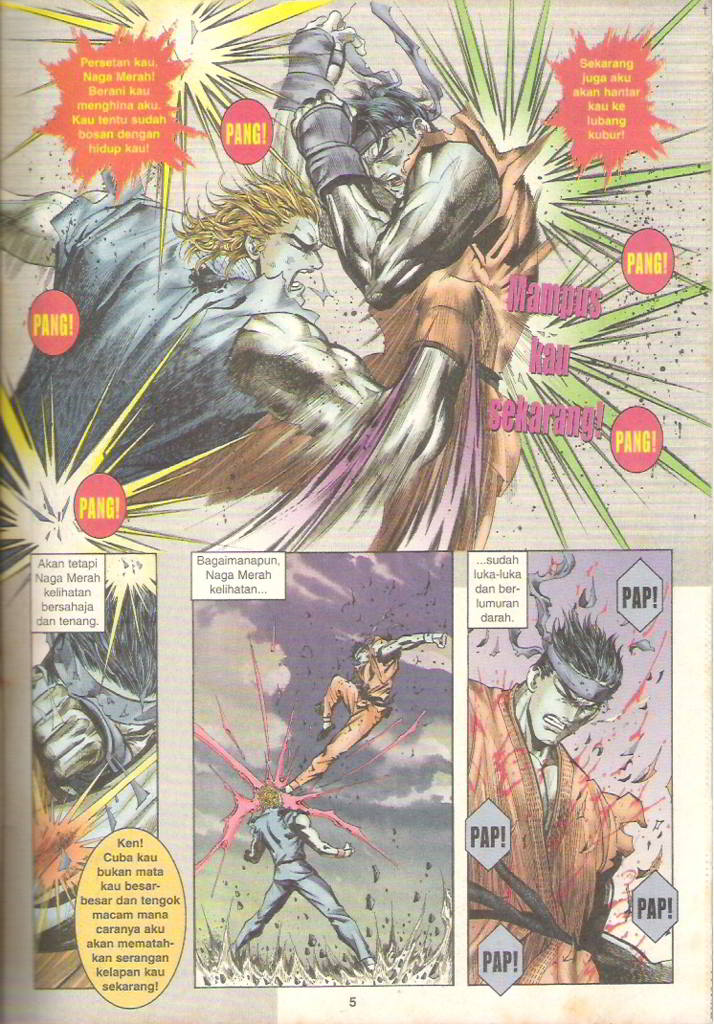 Persetan kau,
Naga Merah!
Berani kau
menghina aku.
Kau tentu sudah
bosan dengan
hidup kau!
PANG!
Sekarang
juga aku
akan hantar
kau ke
lubang
kubur!
PANG!
PANG!
Mampus
kau
sekarang!
PANG!
PANG!
Akan tetapi
Naga Merah
kelihatan
bersahaja
dan tenang.
Ken!
Cuba kau
bukan mata
kau besar-
besar dan tengok
macam mana
caranya aku
akan mematah-
kan serangan
kelapan kau
sekarang!
Bagaimanapun,
Naga Merah
kelihatan...
...sudah
luka-luka
dan ber-
lumuran
darah.
PAP!
PAP!
PAP!
PAP!
5